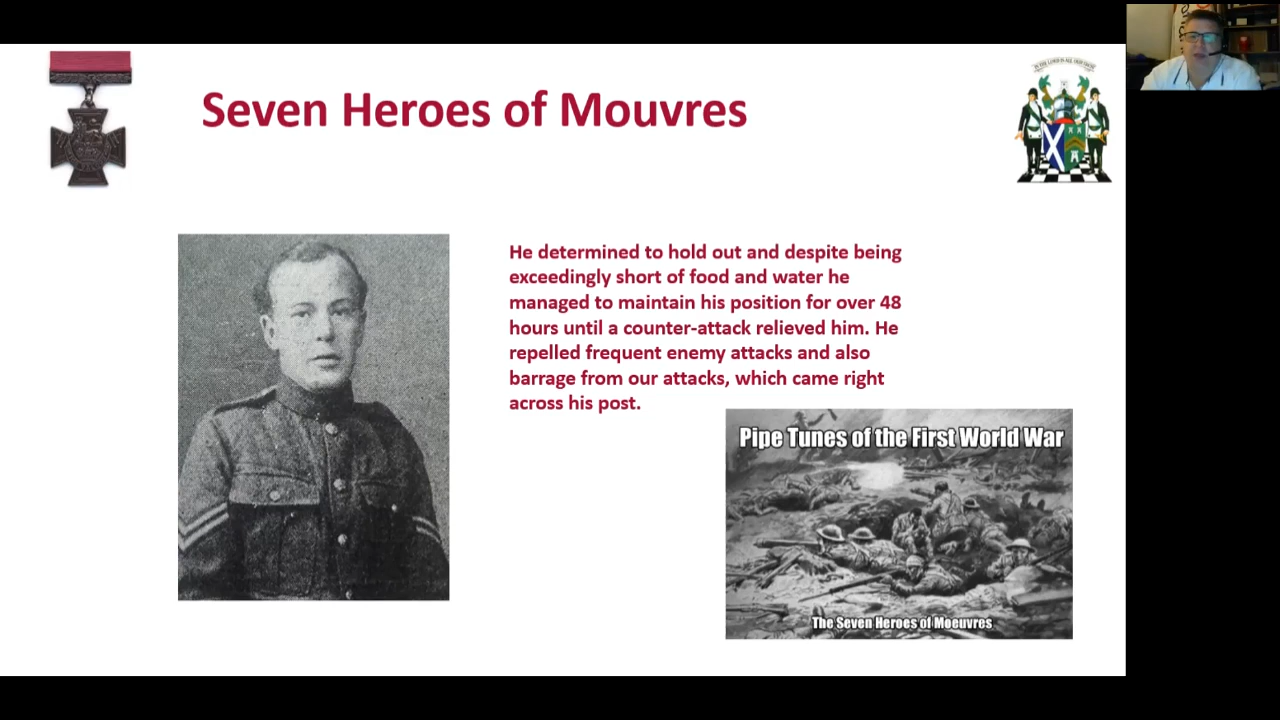 Seven Heroes of Mouvres
He determined to hold out and despite being
exceedingly short of food and water he
managed to maintain his position for over 48
hours until a counter-attack relieved him. He
repelled frequent enemy attacks and also
barrage from our attacks, which came right
across his post.
Pipe Tunes of the First World War
The Seven Heroes of Moeuvres